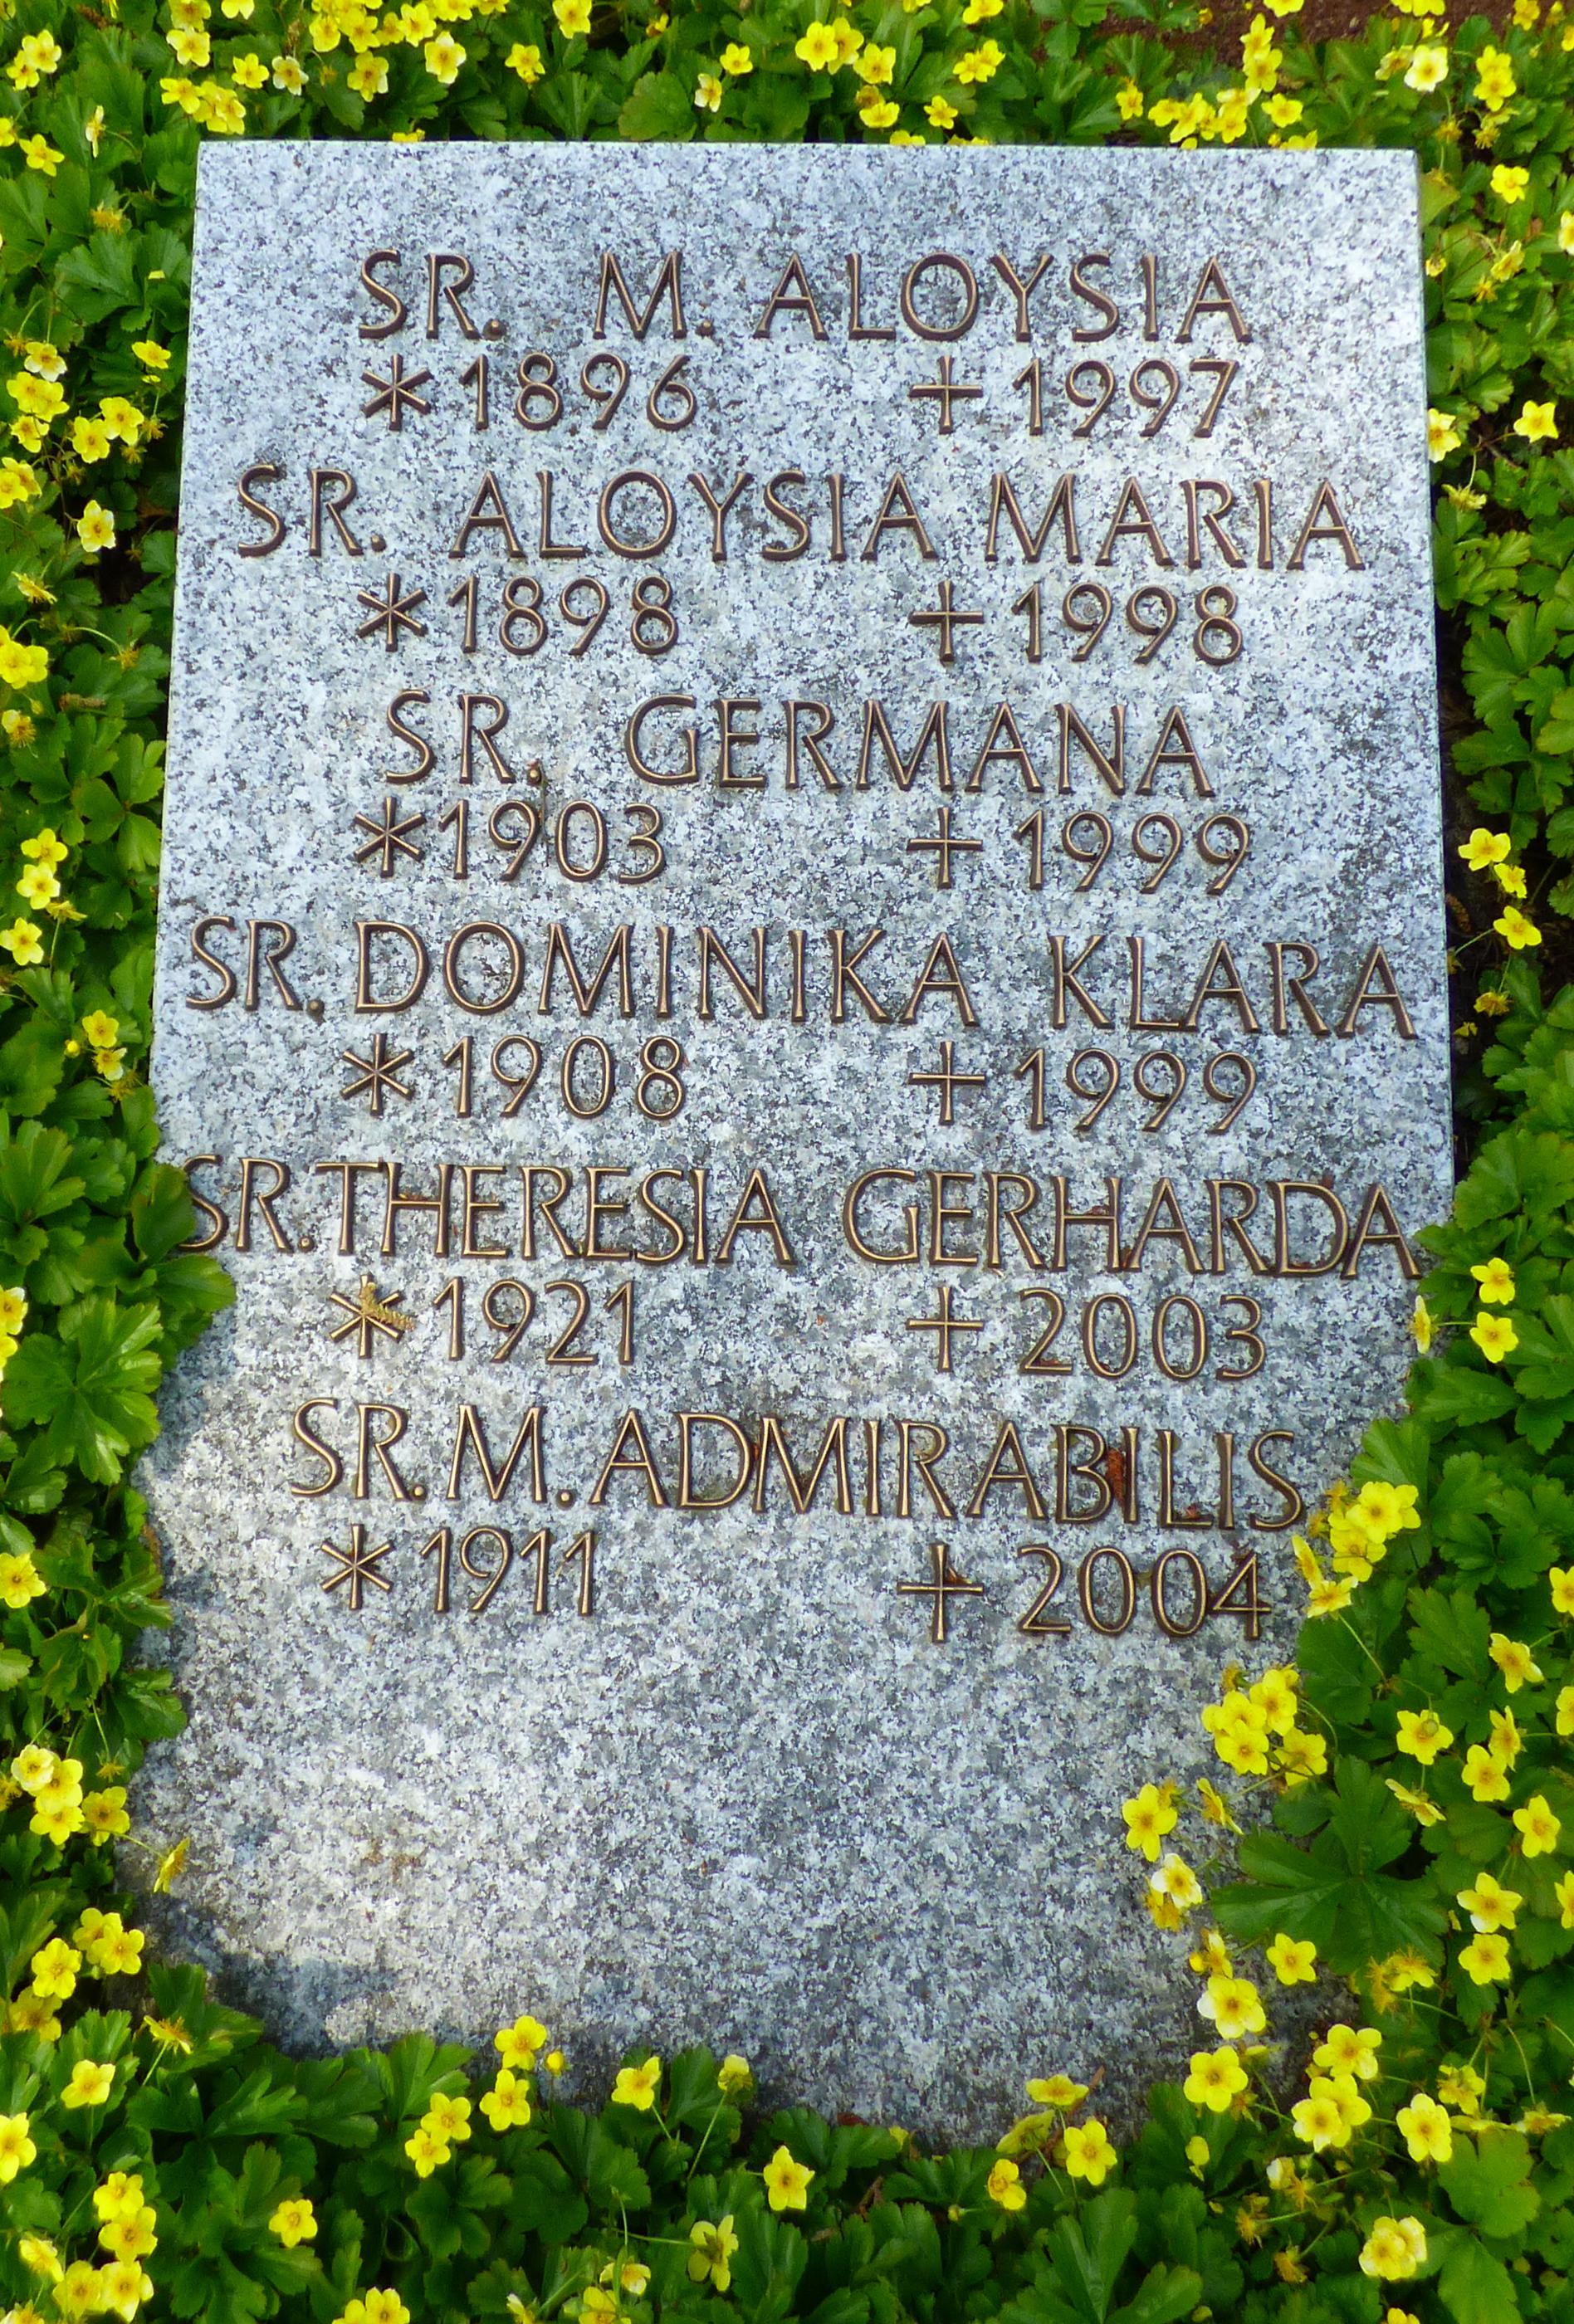 SR. M. ALOYSIA
*1896 †1997
SR. ALOYSIA MARIA
*1898 †1998
SR. GERMANA
*1903 †1999
SR. DOMINIKA KLARA
*1908 †1999
SR. THERESIA GERHARDA
*1921 †2003
SR. M. ADMIRABILIS
*1911 †2004